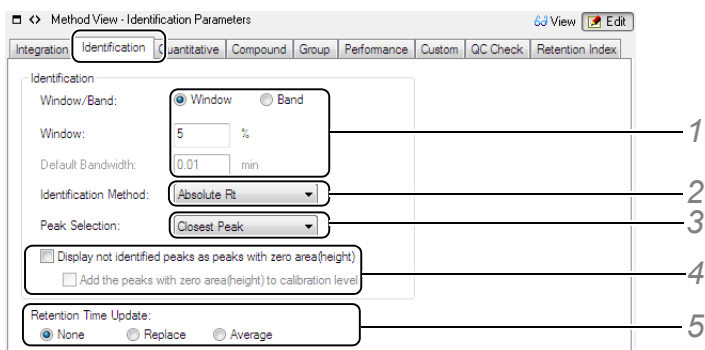 Method View - Identification Parameters View Edit
Integration Identification Quantitative Compound Group Performance Custom QC Check Retention Index
Identification
Window/Band: Window Band
1
Window: 5 %
Default Bandwidth: 0.01 min
Identification Method: Absolute Rt 2
Peak Selection: Closest Peak 3
Display not identified peaks as peaks with zero area(height)
Add the peaks with zero area(height) to calibration level 4
Retention Time Update:
None Replace Average 5